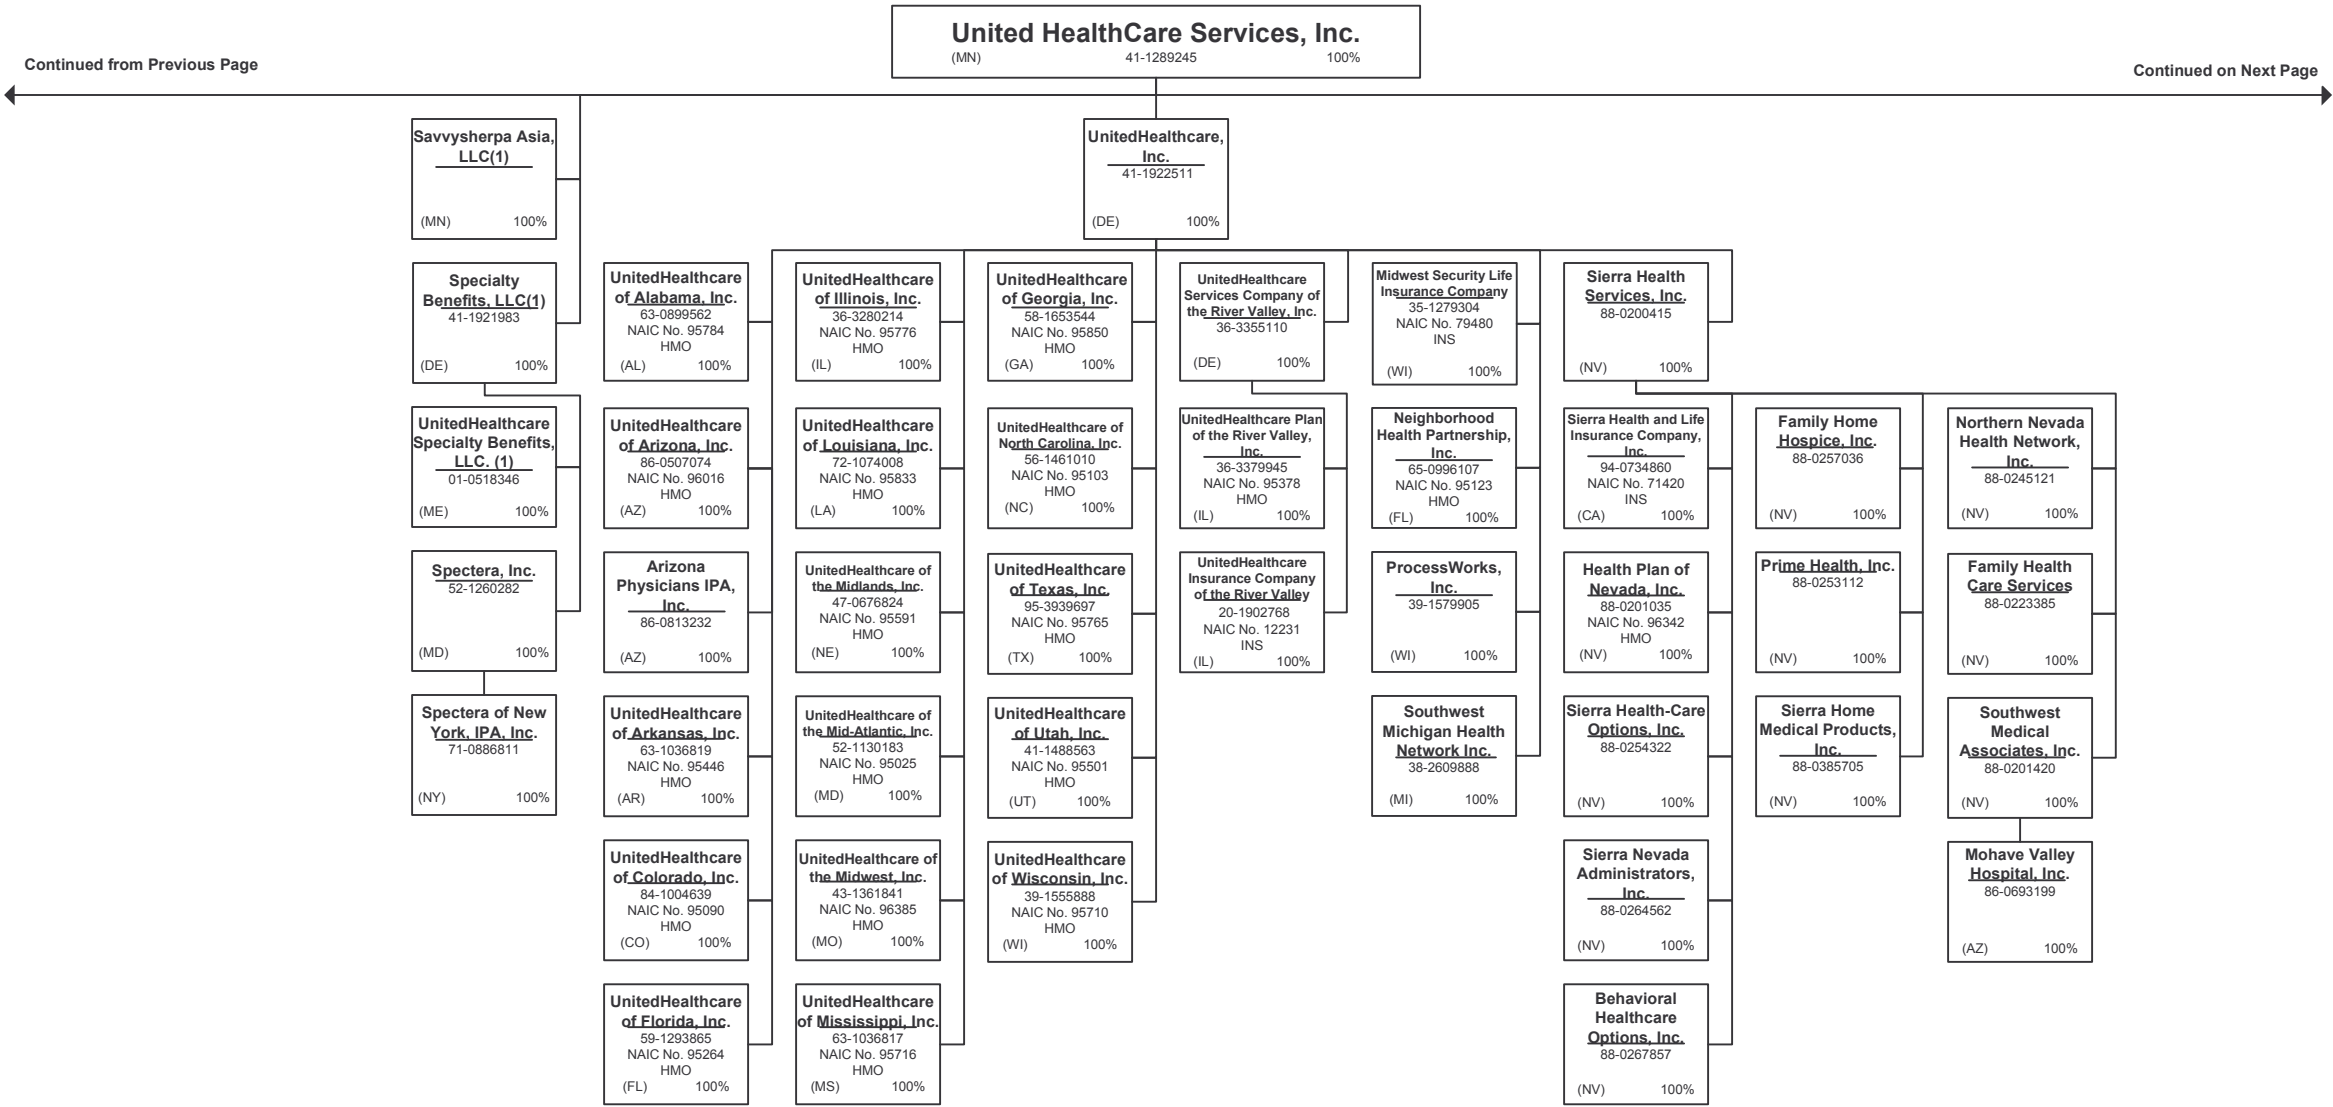 United HealthCare Services, Inc.
(MN) 41-1289245 100%
Continued from Previous Page
Continued on Next Page
Savvysherpa Asia,
LLC(1)
(MN) 100%
UnitedHealthcare,
Inc.
41-1922511
(DE) 100%
Specialty
Benefits, LLC(1)
41-1921983
(DE) 100%
UnitedHealthcare
of Alabama, Inc.
63-0899562
NAIC No. 95784
HMO
(AL) 100%
UnitedHealthcare
of Illinois, Inc.
36-3280214
NAIC No. 95776
HMO
(IL) 100%
UnitedHealthcare
of Georgia, Inc.
58-1653544
NAIC No. 95850
HMO
(GA) 100%
UnitedHealthcare
Services Company of
the River Valley, Inc.
36-3355110
(DE) 100%
Midwest Security Life
Insurance Company
35-1279304
NAIC No. 79480
INS
(WI) 100%
Sierra Health
Services, Inc.
88-0200415
(NV) 100%
UnitedHealthcare
Specialty Benefits,
LLC. (1)
01-0518346
(ME) 100%
UnitedHealthcare
of Arizona, Inc.
86-0507074
NAIC No. 96016
HMO
(AZ) 100%
UnitedHealthcare
of Louisiana, Inc.
72-1074008
NAIC No. 95833
HMO
(LA) 100%
UnitedHealthcare of
North Carolina, Inc.
56-1461010
NAIC No. 95103
HMO
(NC) 100%
UnitedHealthcare Plan
of the River Valley,
Inc.
36-3379945
NAIC No. 95378
HMO
(IL) 100%
Neighborhood
Health Partnership,
Inc.
65-0996107
NAIC No. 95123
HMO
(FL) 100%
Sierra Health and Life
Insurance Company,
Inc.
94-0734860
NAIC No. 71420
INS
(CA) 100%
Family Home
Hospice, Inc.
88-0257036
(NV) 100%
Northern Nevada
Health Network,
Inc.
88-0245121
(NV) 100%
Spectera, Inc.
52-1260282
(MD) 100%
Arizona
Physicians IPA,
Inc.
86-0813232
(AZ) 100%
UnitedHealthcare of
the Midlands, Inc.
47-0676824
NAIC No. 95591
HMO
(NE) 100%
UnitedHealthcare
of Texas, Inc.
95-3939697
NAIC No. 95765
HMO
(TX) 100%
UnitedHealthcare
Insurance Company
of the River Valley
20-1902768
NAIC No. 12231
INS
(IL) 100%
ProcessWorks,
Inc.
39-1579905
(WI) 100%
Health Plan of
Nevada, Inc.
88-0201035
NAIC No. 96342
HMO
(NV) 100%
Prime Health, Inc.
88-0253112
(NV) 100%
Family Health
Care Services
88-0223385
(NV) 100%
Spectera of New
York, IPA, Inc.
71-0886811
(NY) 100%
UnitedHealthcare
of Arkansas, Inc.
63-1036819
NAIC No. 95446
HMO
(AR) 100%
UnitedHealthcare of
the Mid-Atlantic, Inc.
52-1130183
NAIC No. 95025
HMO
(MD) 100%
UnitedHealthcare
of Utah, Inc.
41-1488563
NAIC No. 95501
HMO
(UT) 100%
Southwest
Michigan Health
Network Inc.
38-2609888
(MI) 100%
Sierra Health-Care
Options, Inc.
88-0254322
(NV) 100%
Sierra Home
Medical Products,
Inc.
88-0385705
(NV) 100%
Southwest
Medical
Associates, Inc.
88-0201420
(NV) 100%
UnitedHealthcare
of Colorado, Inc.
84-1004639
NAIC No. 95090
HMO
(CO) 100%
UnitedHealthcare of
the Midwest, Inc.
43-1361841
NAIC No. 96385
HMO
(MO) 100%
UnitedHealthcare
of Wisconsin, Inc.
39-1555888
NAIC No. 95710
HMO
(WI) 100%
Sierra Nevada
Administrators,
Inc.
88-0264562
(NV) 100%
Mohave Valley
Hospital, Inc.
86-0693199
(AZ) 100%
UnitedHealthcare
of Florida, Inc.
59-1293865
NAIC No. 95264
HMO
(FL) 100%
UnitedHealthcare
of Mississippi, Inc.
63-1036817
NAIC No. 95716
HMO
(MS) 100%
Behavioral
Healthcare
Options, Inc.
88-0267857
(NV) 100%